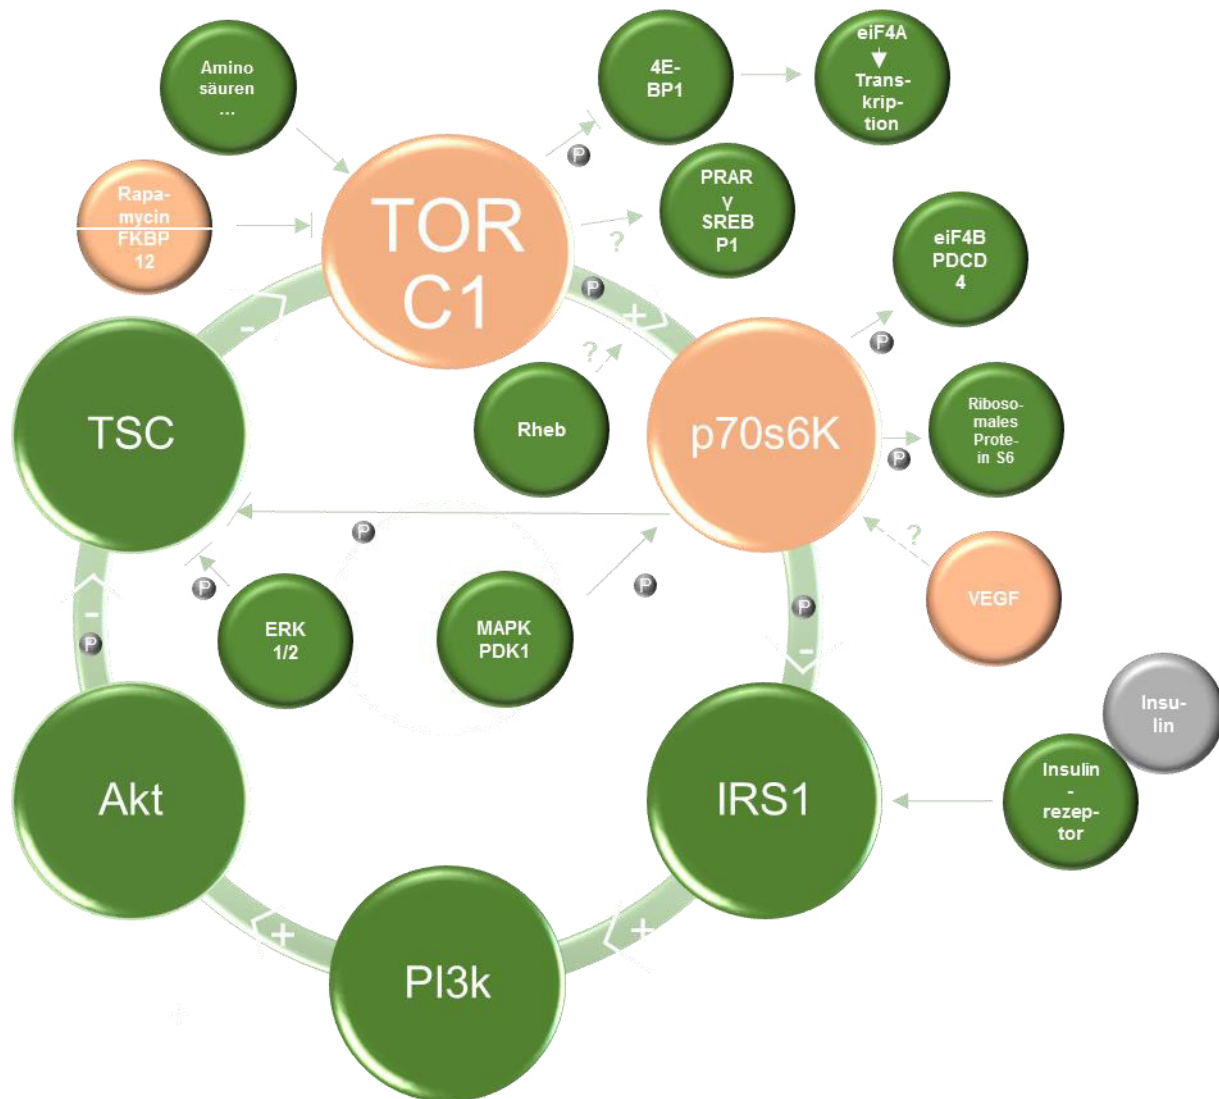 Amino
säuren
...
4E-
BP1
eiF4A
Trans-
krip-
tion
P
Rapa-
mycin
FKBP
12
TOR
C1
PRAR
γ
SREB
P1
?
eiF4B
PDCD
4
P
-
+
P
?
TSC
Rheb
p70s6K
Riboso-
males
Prote-
in S6
P
P
?
P
P
VEGF
P
-
ERK
1/2
MAPK
PDK1
P
-
Insu-
lin
Akt
IRS1
Insulin
-
rezep-
tor
+
+
PI3k